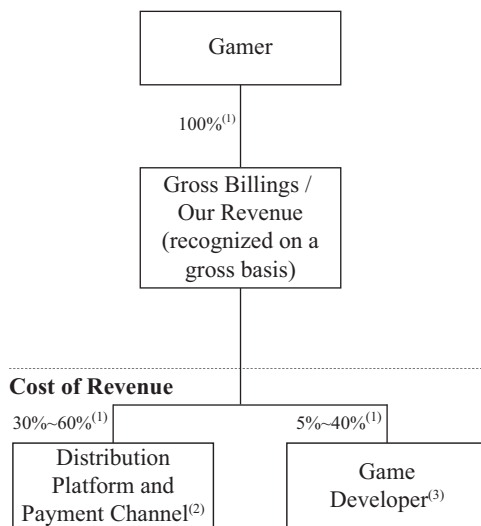 Gamer
100%(1)
Gross Billings /
Our Revenue
(recognized on a
gross basis)
Cost of Revenue
30%~60%(1)
5%~40%(1)
Distribution
Platform and
Payment Channel(2)
Game
Developer(3)